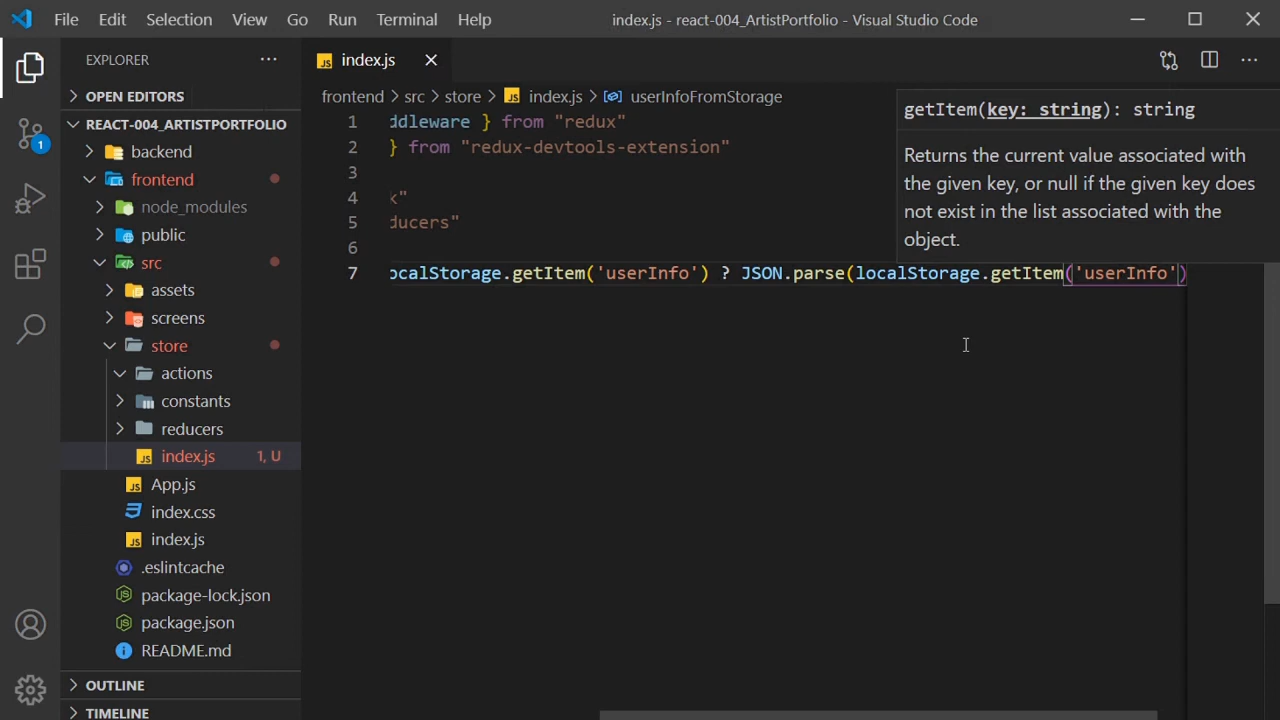 File Edit Selection View Go Run Terminal Help index.js - react-004_ArtistPortfolio - Visual Studio Code
EXPLORER
index.js
OPEN EDITORS
frontend > src > store > index.js > userInfoFromStorage
REACT-004_ARTISTPORTFOLIO
getItem(key: string): string
Returns the current value associated with
the given key, or null if the given key does
not exist in the list associated with the
object.
1 ddleware } from "redux"
2 } from "redux-devtools-extension"
3
4 k"
5 ducers"
6
7 ocalStorage.getItem('userInfo') ? JSON.parse(localStorage.getItem('userInfo')
1
backend
frontend
node_modules
public
src
assets
screens
store
actions
constants
reducers
index.js 1, U
App.js
index.css
index.js
.eslintcache
package-lock.json
package.json
README.md
OUTLINE
TIMELINE